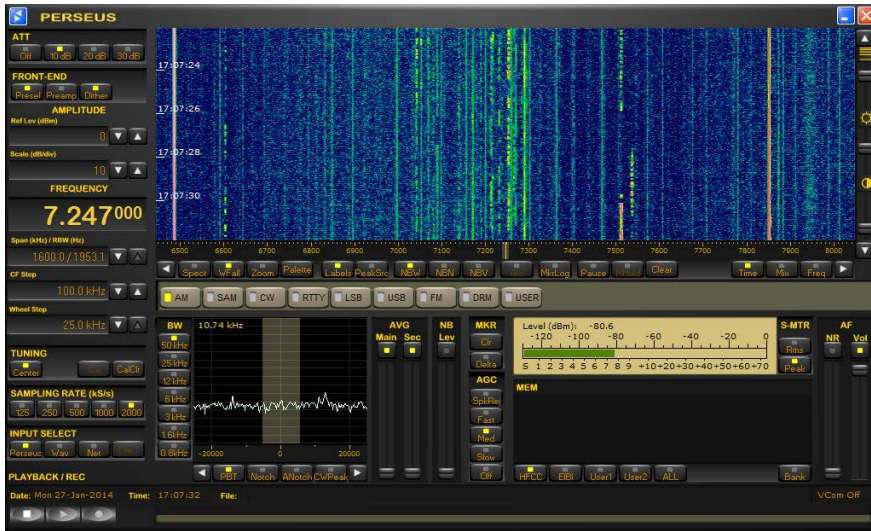 PERSEUS
ATT
Off 10 dB 20 dB 30 dB
FRONT-END
Presel Preamp Dither
AMPLITUDE
Ref Lev (dBm)
0
Scale (dB/div)
10
FREQUENCY
7.247000
Span (kHz) / RBW (Hz)
1600.0 / 1953.1
CF Step
100.0 kHz
Wheel Step
25.0 kHz
TUNING
Center CalClr
SAMPLING RATE (kS/s)
125 250 500 1000 2000
INPUT SELECT
Perseus Wav Net
PLAYBACK / REC
17:07:24
17:07:26
17:07:28
17:07:30
6500 6600 6700 6800 6900 7000 7100 7200 7300 7400 7500 7600 7700 7800 7900 8000
Spect WFall Zoom Palette Labels PeakSrc NBW NBN NBV MkrLog Pause Clear Time Mix Freq
AM SAM CW RTTY LSB USB FM DRM USER
BW
50 kHz
25 kHz
12 kHz
6 kHz
3 kHz
1.6kHz
0.8kHz
10.74 kHz
-20000 0 20000
PBT Notch ANotch CWPeak
AVG
Main Sec
NB
Lev
MKR
Clr
Delta
AGC
SpkRej
Fast
Med
Slow
Off
Level (dBm): -80.6
-120 -100 -80 -60 -40 -20 0
S 1 2 3 4 5 6 7 8 9 +10+20+30+40+50+60+70
S-MTR
Rms
Peak
MEM
HFCC EIBI User1 User2 ALL Bank
AF
NR Vol
Date: Mon 27-Jan-2014 Time: 17:07:32 File:
VCom Off